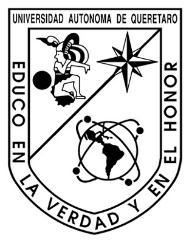 UNIVERSIDAD AUTONOMA DE QUERETARO
EDUCO EN LA VERDAD Y EN EL HONOR